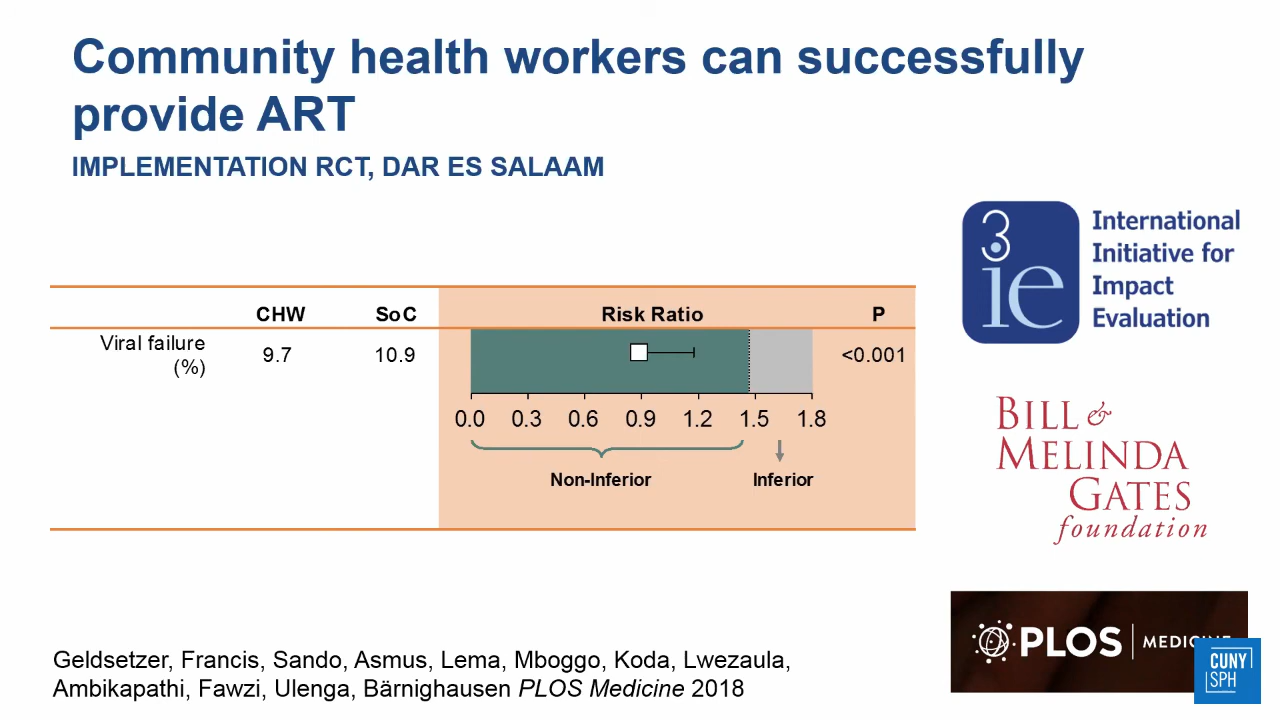 Community health workers can successfully
provide ART
IMPLEMENTATION RCT, DAR ES SALAAM
3ie
International
Initiative for
Impact
Evaluation
CHW SoC Risk Ratio P
Viral failure
(%)
9.7 10.9 <0.001
0.0 0.3 0.6 0.9 1.2 1.5 1.8
Non-Inferior Inferior
BILL &
MELINDA
GATES
foundation
PLOS MEDICINE
CUNY
SPH
Geldsetzer, Francis, Sando, Asmus, Lema, Mboggo, Koda, Lwezaula,
Ambikapathi, Fawzi, Ulenga, Bärnighausen PLOS Medicine 2018